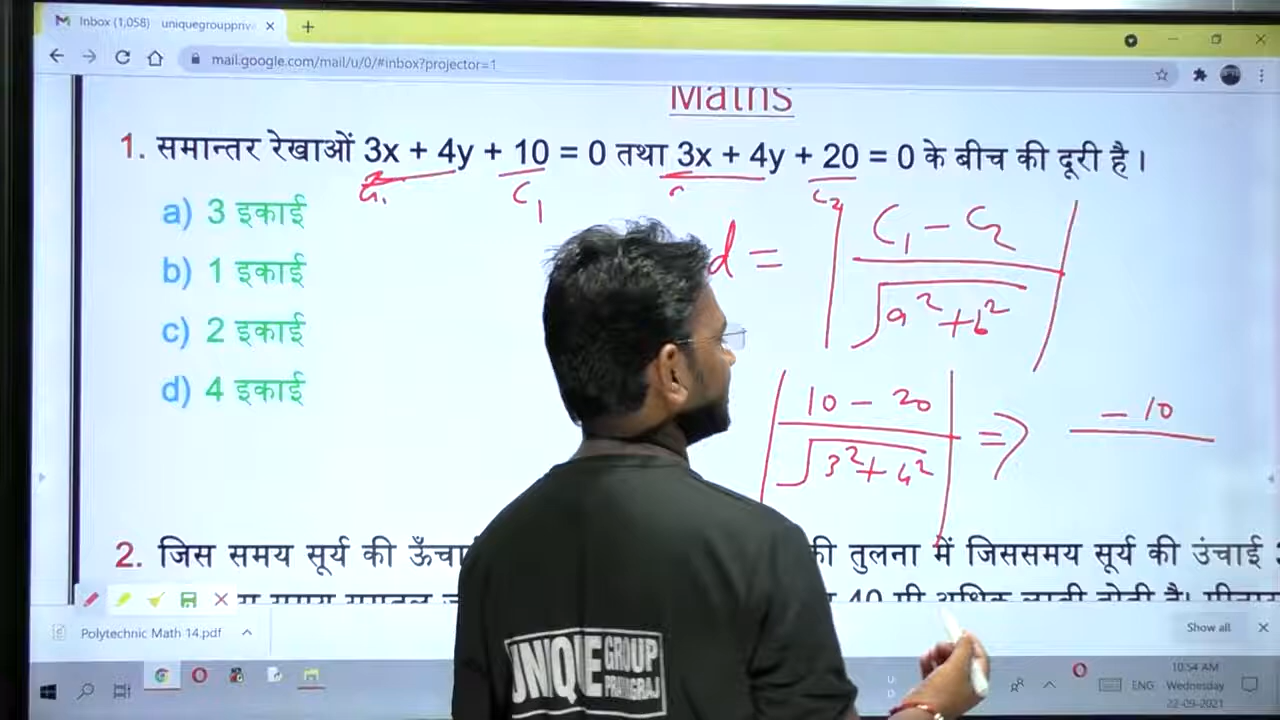 Inbox (1,058) uniquegrouppriv
mail.google.com/mail/u/0/#inbox?projector=1
Maths
1. समान्तर रेखाओं 3x + 4y + 10 = 0 तथा 3x + 4y + 20 = 0 के बीच की दूरी है।
C1 C2
a) 3 इकाई
b) 1 इकाई
c) 2 इकाई
d) 4 इकाई
d = | C1 - C2 / √a² + b² |
| 10 - 20 / √3² + 4² | => - 10
2. जिस समय सूर्य की की तुलना में जिससमय सूर्य की उंचाई
40 मी अधिक
Polytechnic Math 14.pdf
Show all
UNIQUE GROUP
PRAYAGRAJ
ENG
10:54 AM
Wednesday
22-09-2021